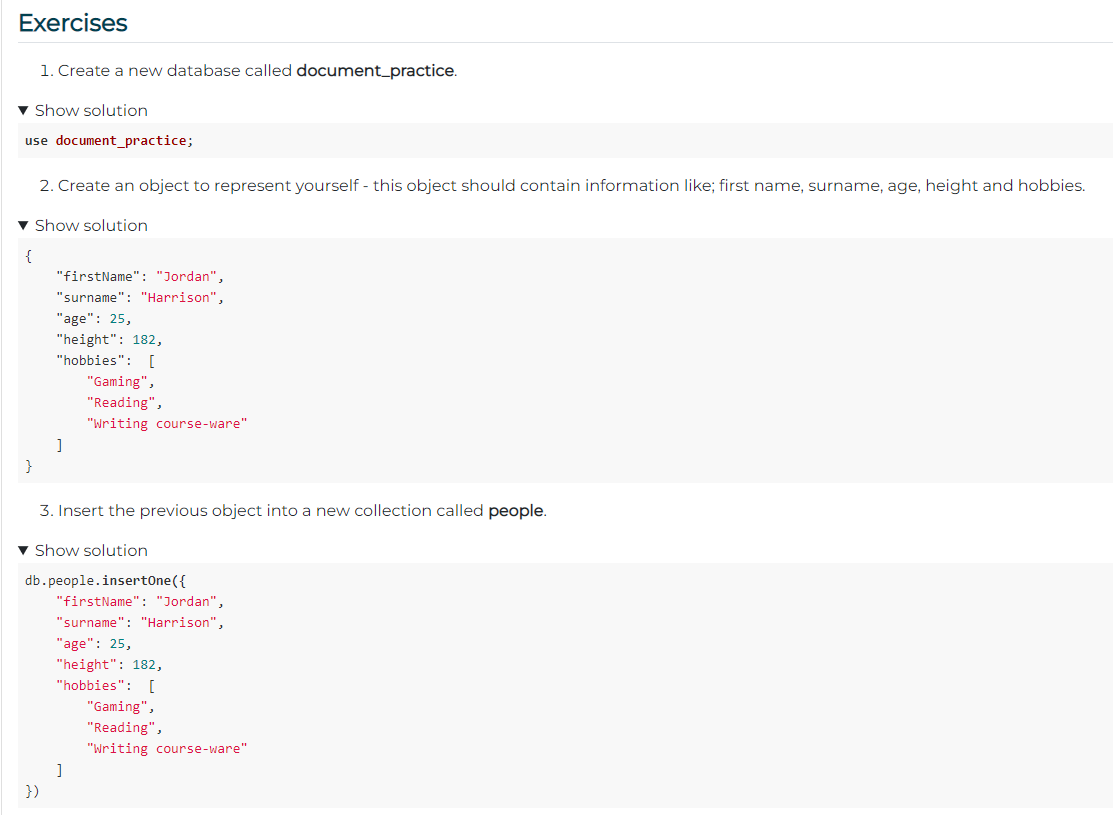 Exercises
1. Create a new database called document_practice.
▼ Show solution
use document_practice;
2. Create an object to represent yourself - this object should contain information like; first name, surname, age, height and hobbies.
▼ Show solution
{
    "firstName": "Jordan",
    "surname": "Harrison",
    "age": 25,
    "height": 182,
    "hobbies":  [
        "Gaming",
        "Reading",
        "Writing course-ware"
    ]
}
3. Insert the previous object into a new collection called people.
▼ Show solution
db.people.insertOne({
    "firstName": "Jordan",
    "surname": "Harrison",
    "age": 25,
    "height": 182,
    "hobbies":  [
        "Gaming",
        "Reading",
        "Writing course-ware"
    ]
})